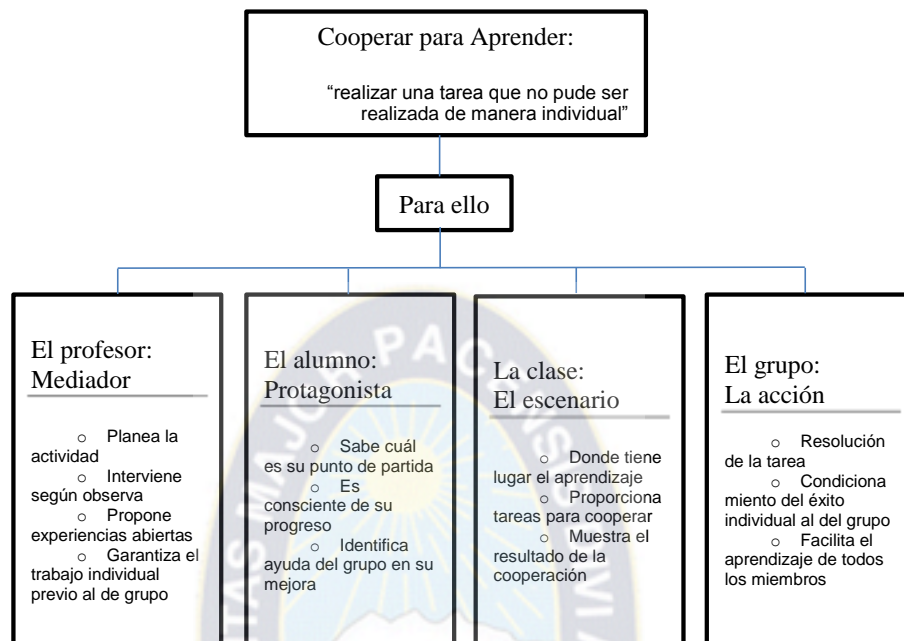 Cooperar para Aprender:
“realizar una tarea que no pude ser
realizada de manera individual”
Para ello
El profesor:
Mediador
o Planea la
actividad
o Interviene
según observa
o Propone
experiencias abiertas
o Garantiza el
trabajo individual
previo al de grupo
El alumno:
Protagonista
o Sabe cuál
es su punto de partida
o Es
consciente de su
progreso
o Identifica
ayuda del grupo en su
mejora
La clase:
El escenario
o Donde tiene
lugar el aprendizaje
o Proporciona
tareas para cooperar
o Muestra el
resultado de la
cooperación
El grupo:
La acción
o Resolución
de la tarea
o Condiciona
miento del éxito
individual al del grupo
o Facilita el
aprendizaje de todos
los miembros